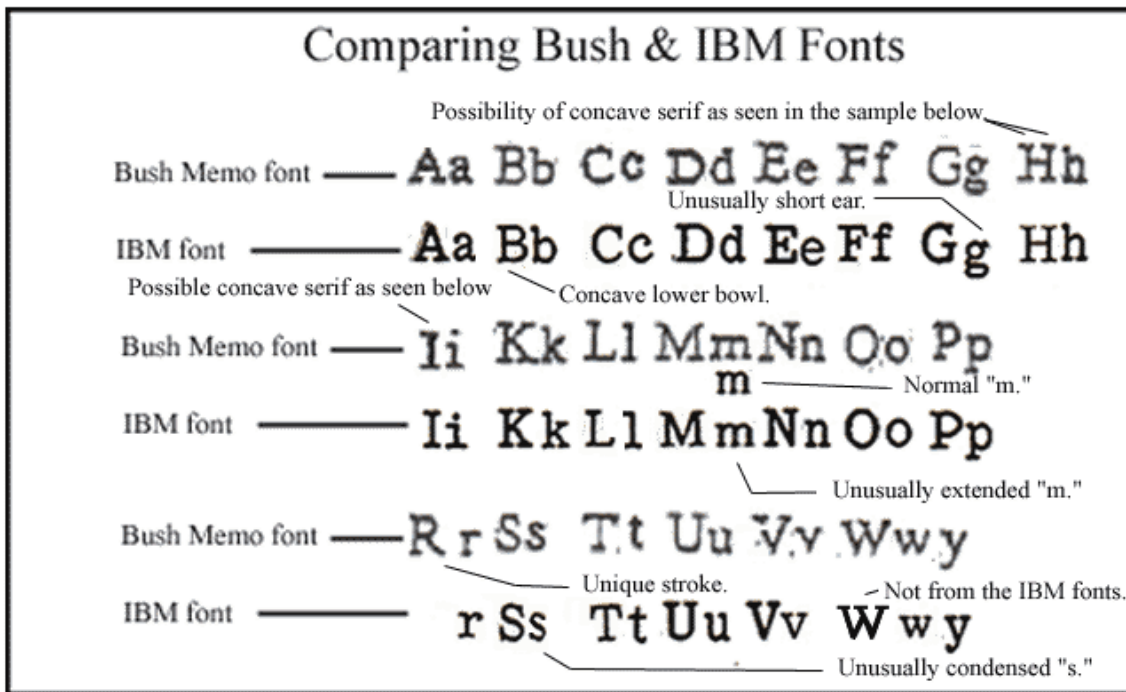 Comparing Bush & IBM Fonts
Possibility of concave serif as seen in the sample below
Bush Memo font Aa Bb Cc Dd Ee Ff Gg Hh
Unusually short ear.
IBM font Aa Bb Cc Dd Ee Ff Gg Hh
Possible concave serif as seen below
Concave lower bowl.
Bush Memo font Ii Kk Ll Mm Nn Oo Pp
m Normal "m."
IBM font Ii Kk Ll Mm Nn Oo Pp
Unusually extended "m."
Bush Memo font R r Ss Tt Uu Vv Ww y
Unique stroke.
Not from the IBM fonts.
IBM font r Ss Tt Uu Vv W w y
Unusually condensed "s."